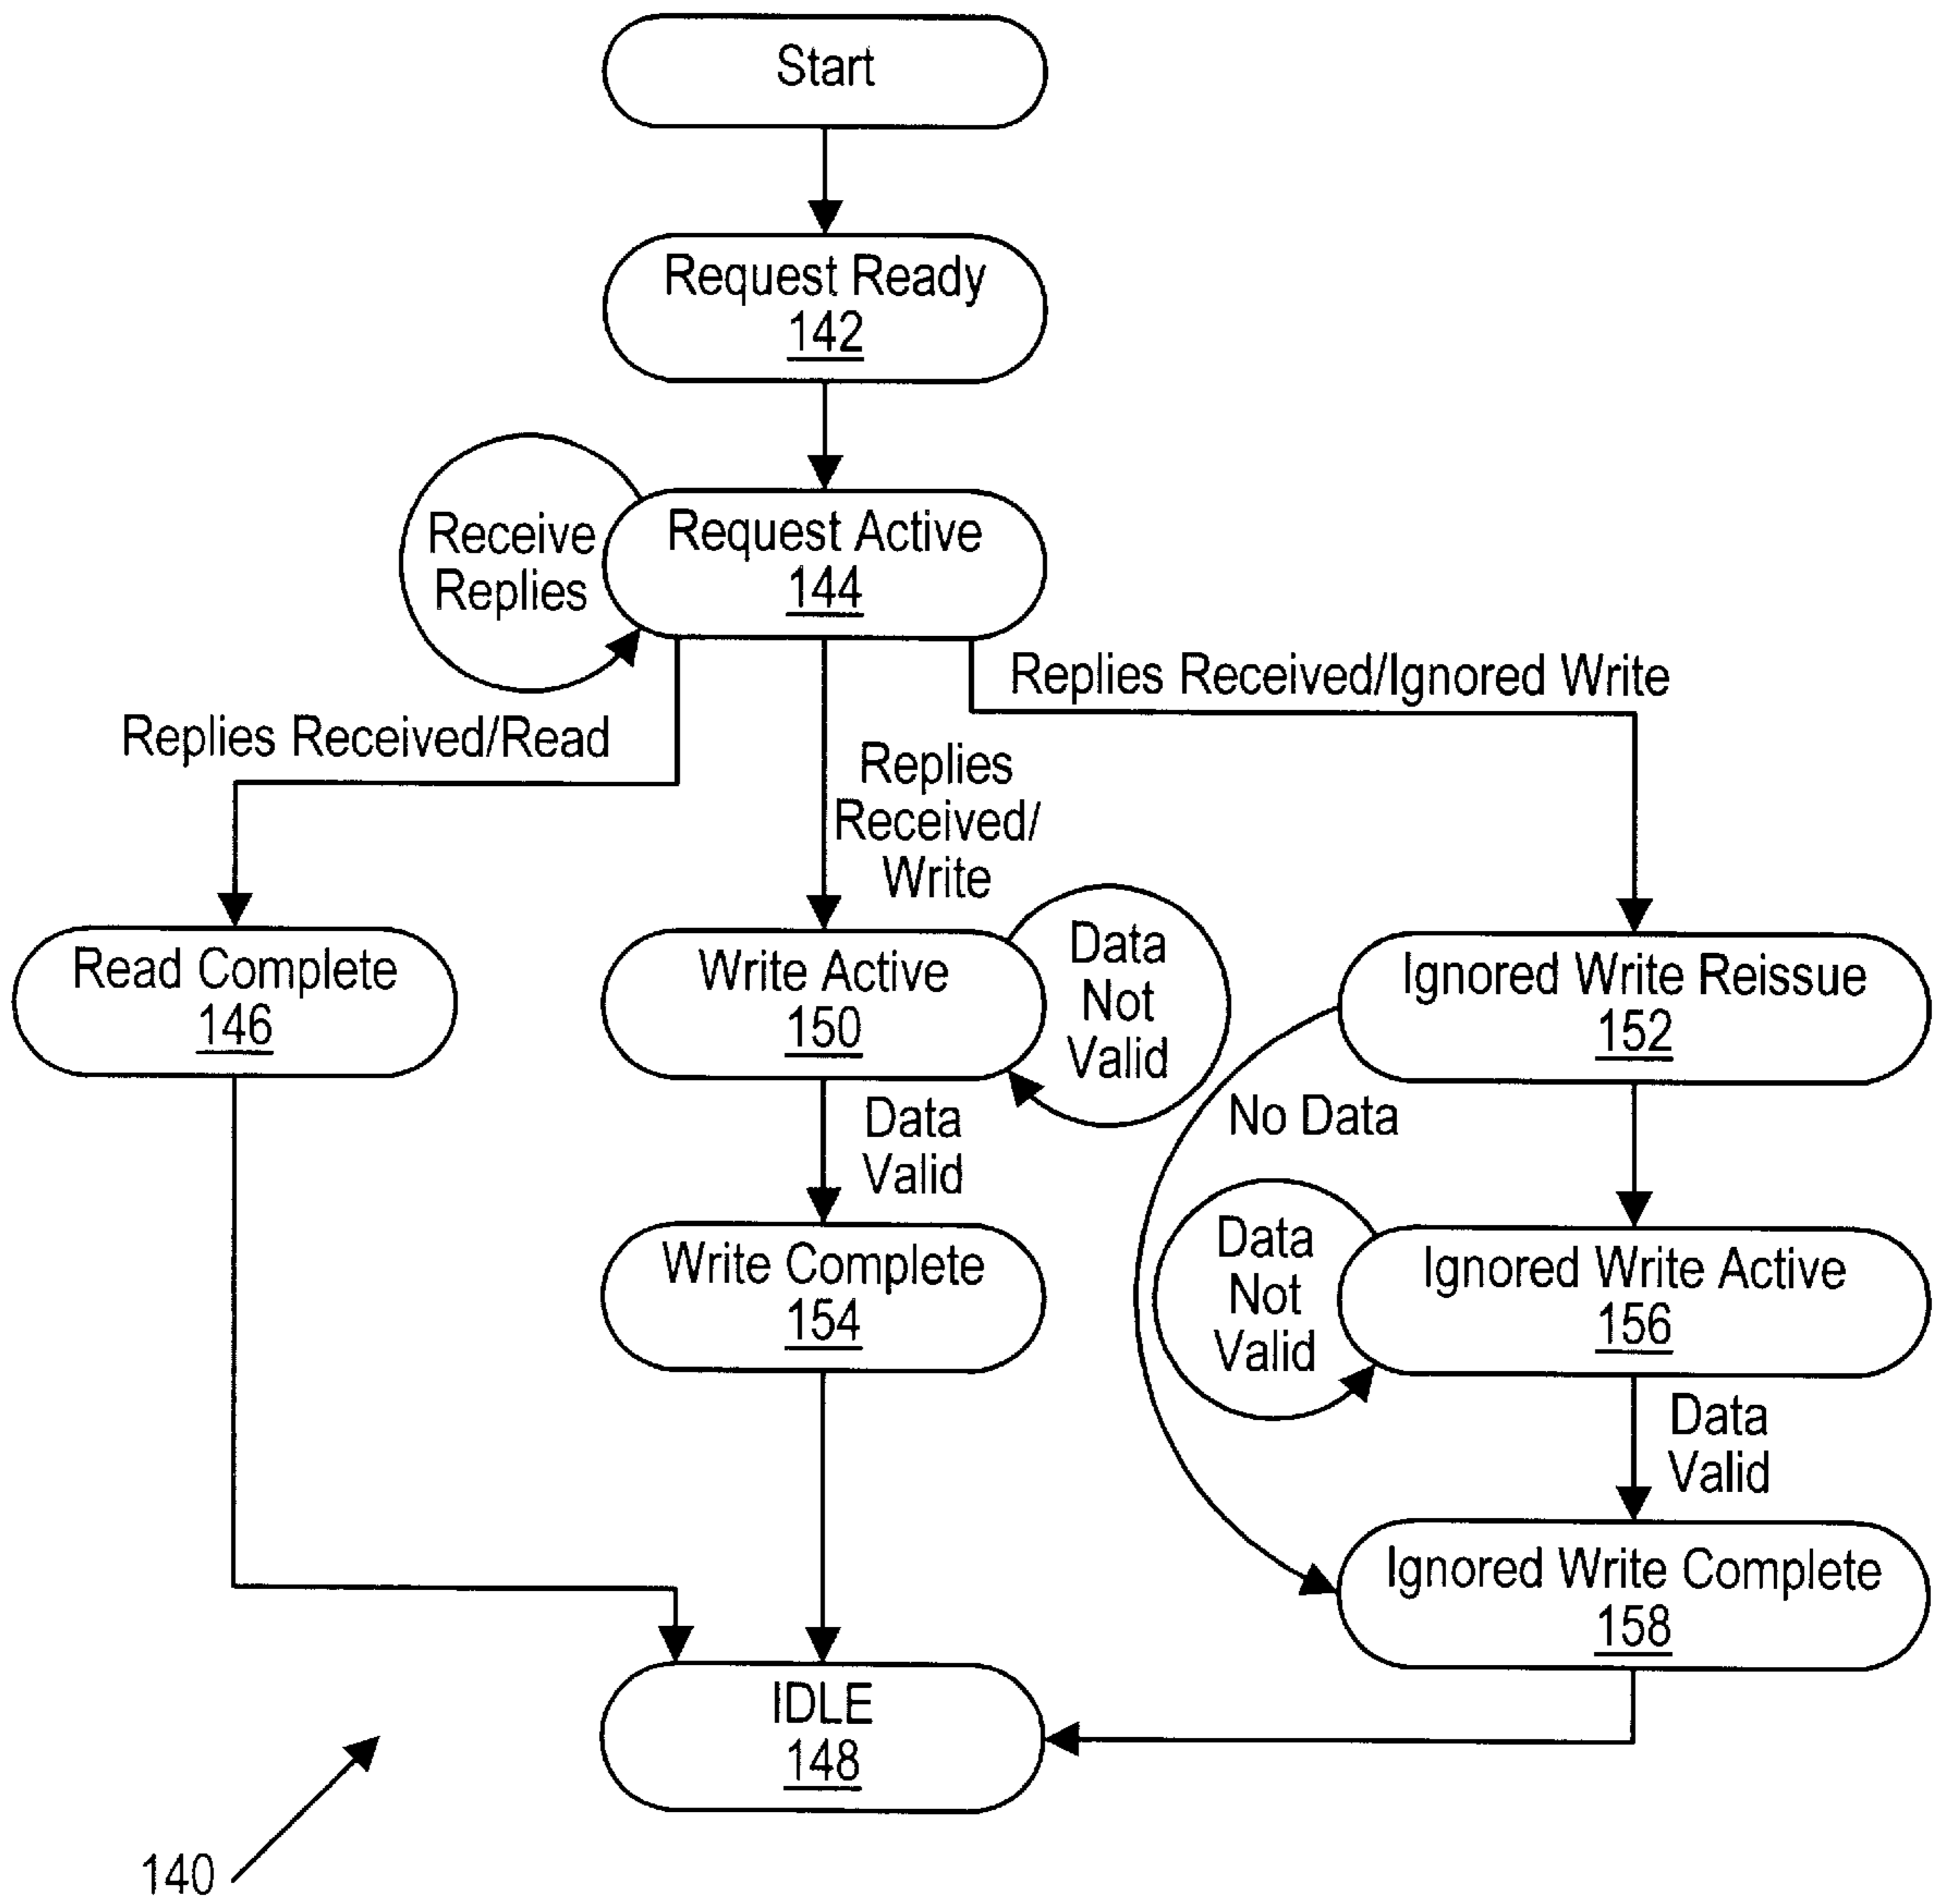 Start
Request Ready
142
Receive
Replies
Request Active
144
Replies Received/Read
Replies
Received/
Write
Replies Received/Ignored Write
Read Complete
146
Write Active
150
Data
Not
Valid
Ignored Write Reissue
152
Data
Valid
No Data
Write Complete
154
Data
Not
Valid
Ignored Write Active
156
Data
Valid
Ignored Write Complete
158
IDLE
148
140